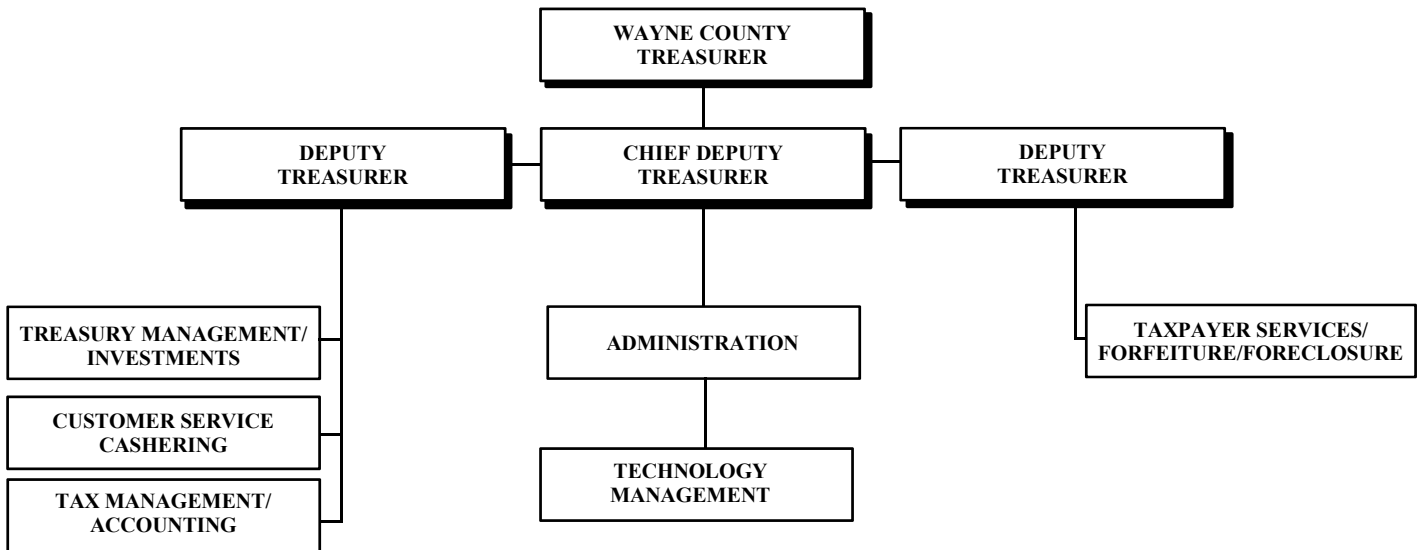 WAYNE COUNTY
TREASURER
DEPUTY
TREASURER
CHIEF DEPUTY
TREASURER
DEPUTY
TREASURER
TREASURY MANAGEMENT/
INVESTMENTS
ADMINISTRATION
TAXPAYER SERVICES/
FORFEITURE/FORECLOSURE
CUSTOMER SERVICE
CASHERING
TECHNOLOGY
MANAGEMENT
TAX MANAGEMENT/
ACCOUNTING